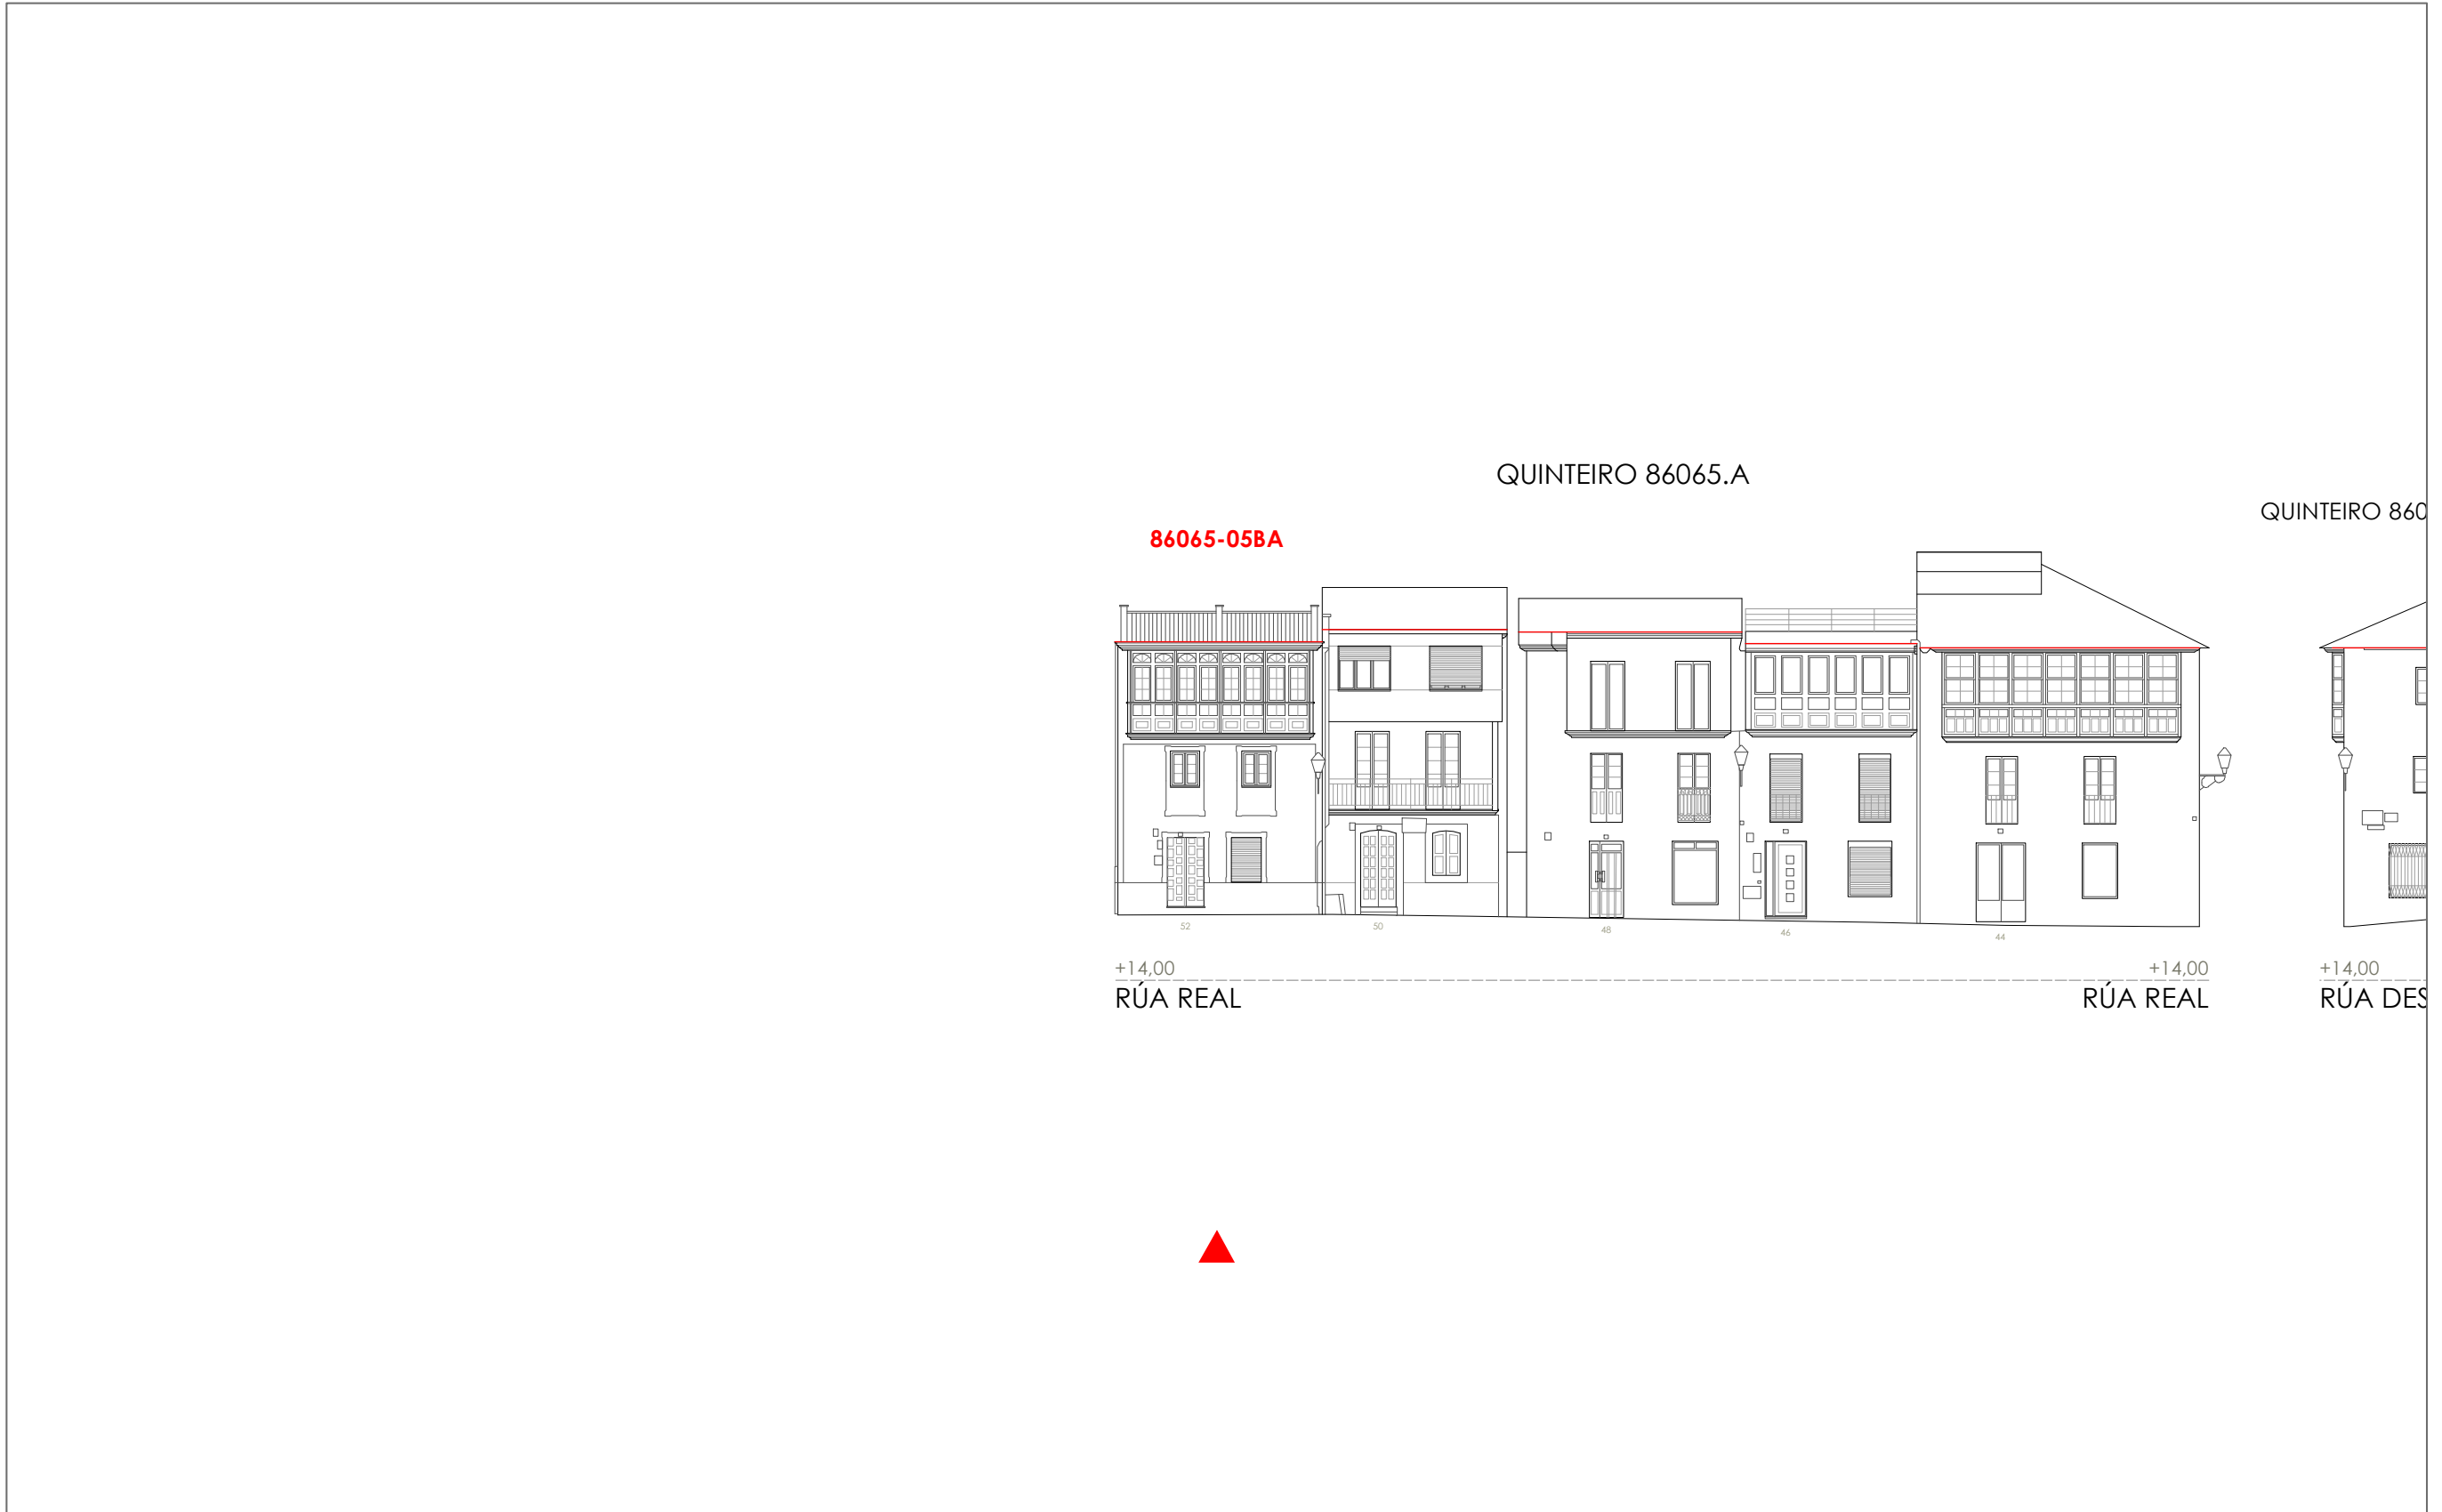 QUINTEIRO 86065.A
QUINTEIRO 860
86065-05BA
52
50
48
46
44
+14,00
+14,00
+14,00
RÚA REAL
RÚA REAL
RÚA DES